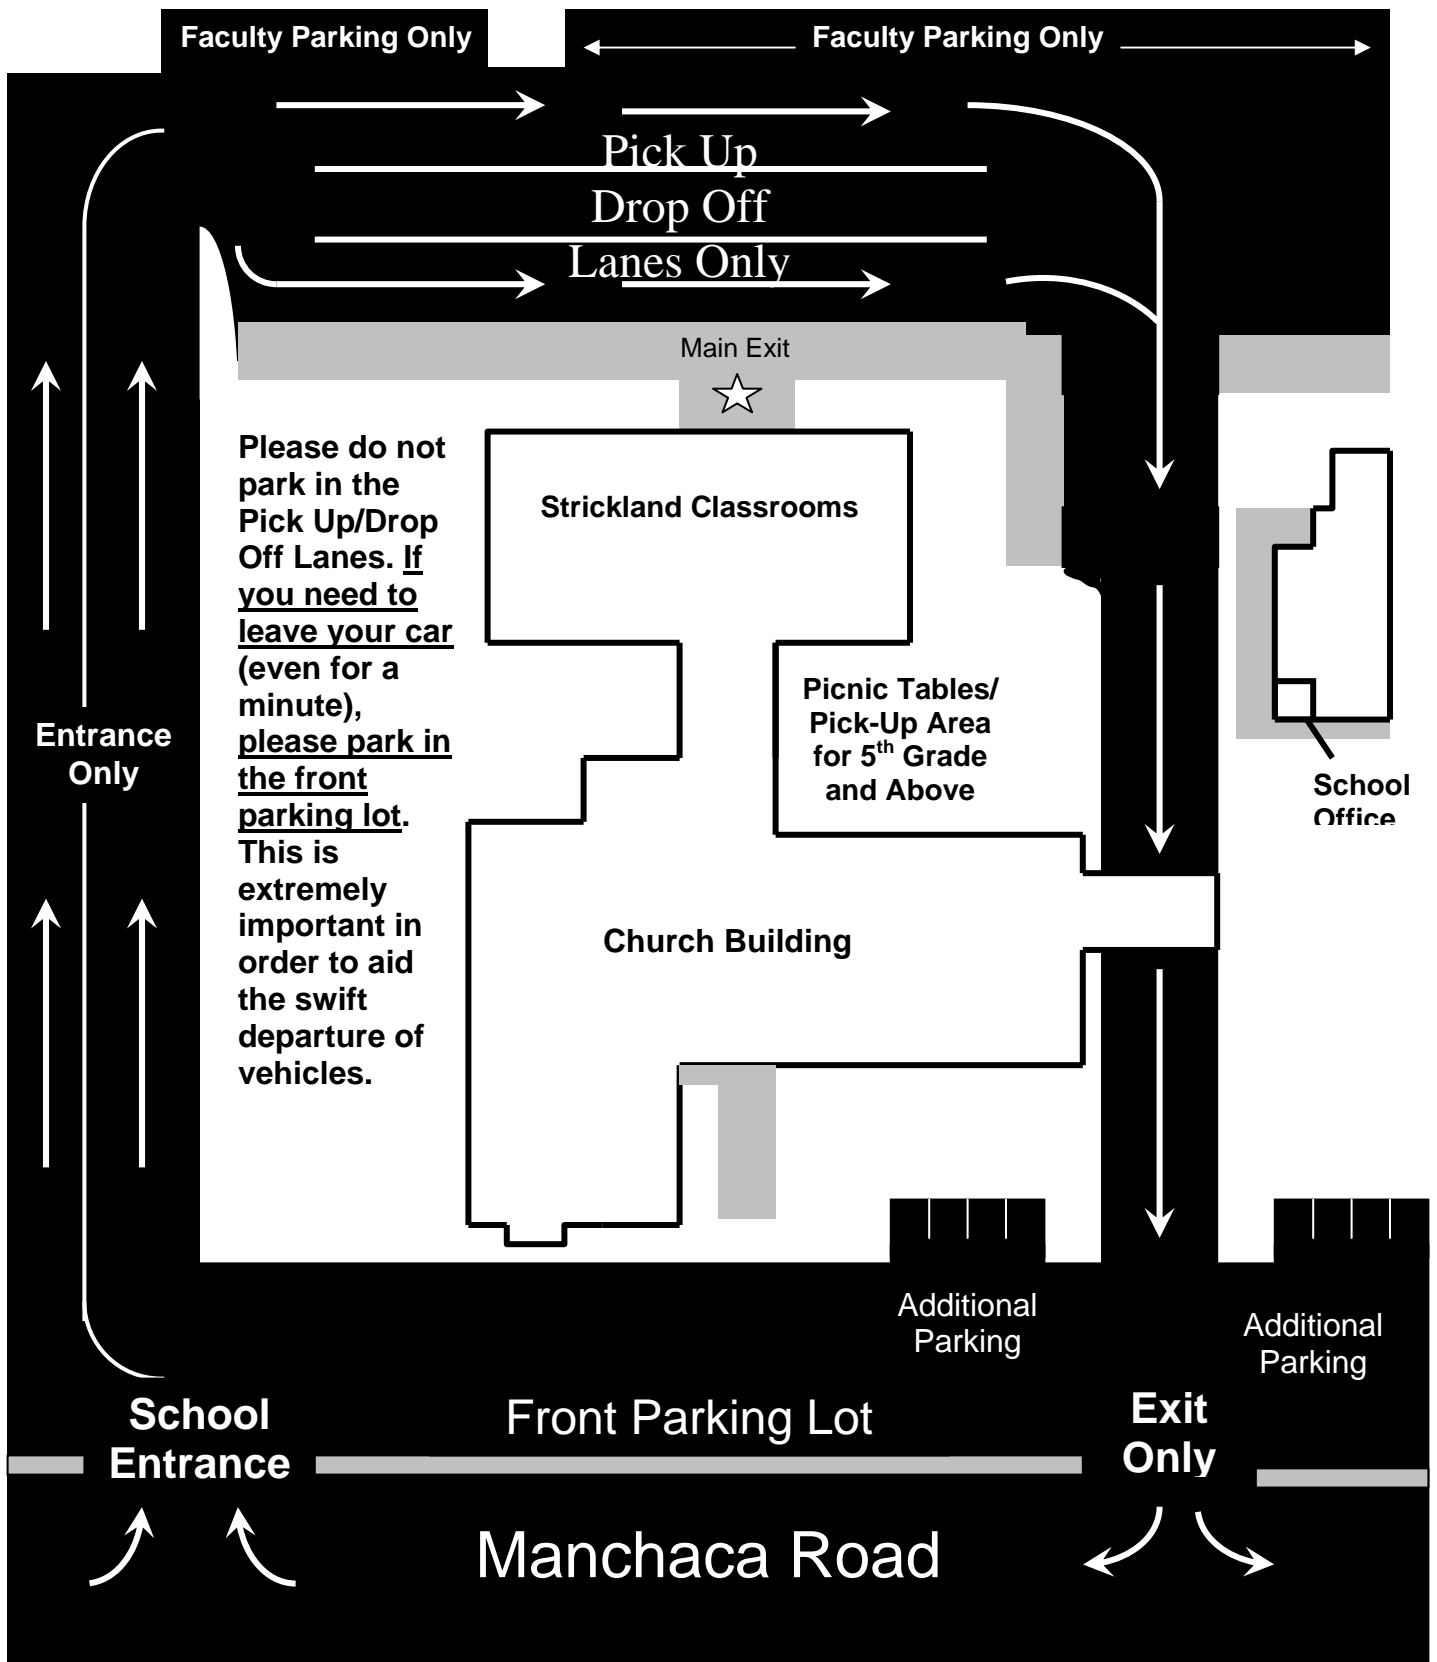 Faculty Parking Only
Faculty Parking Only
Pick Up
Drop Off
Lanes Only
Main Exit
Please do not
park in the
Pick Up/Drop
Off Lanes. If
you need to
leave your car
(even for a
minute),
please park in
the front
parking lot.
This is
extremely
important in
order to aid
the swift
departure of
vehicles.
Strickland Classrooms
Picnic Tables/
Pick-Up Area
for 5th Grade
and Above
Entrance
Only
School
Office
Church Building
Additional
Parking
Additional
Parking
School
Entrance
Front Parking Lot
Exit
Only
Manchaca Road